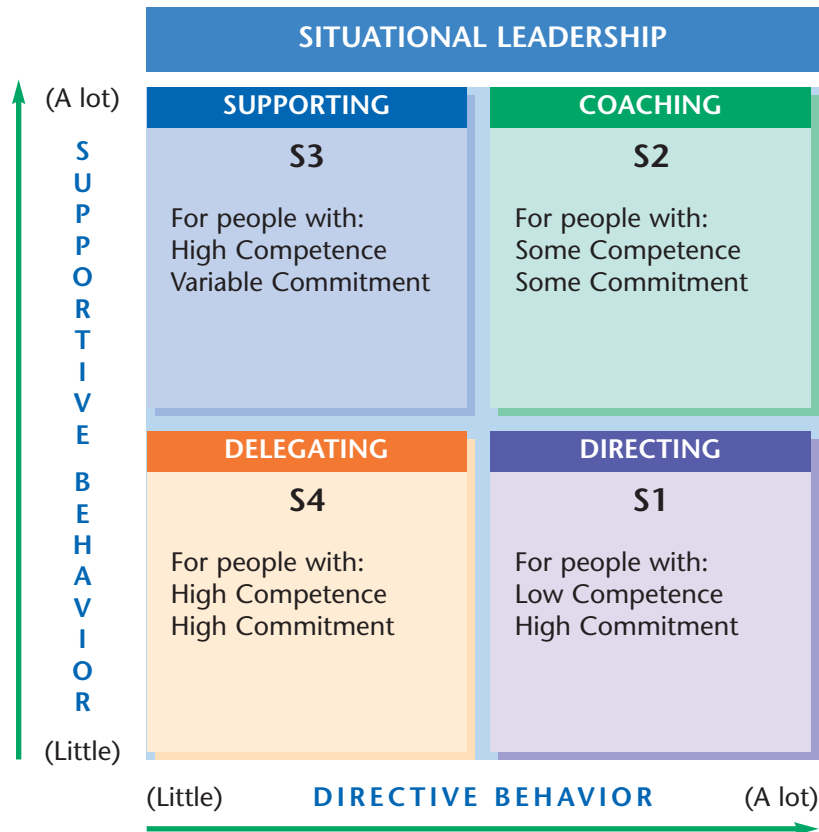 SITUATIONAL LEADERSHIP
(A lot)
SUPPORTIVE BEHAVIOR
(Little)
SUPPORTING
S3
For people with:
High Competence
Variable Commitment
COACHING
S2
For people with:
Some Competence
Some Commitment
DELEGATING
S4
For people with:
High Competence
High Commitment
DIRECTING
S1
For people with:
Low Competence
High Commitment
(Little) DIRECTIVE BEHAVIOR (A lot)